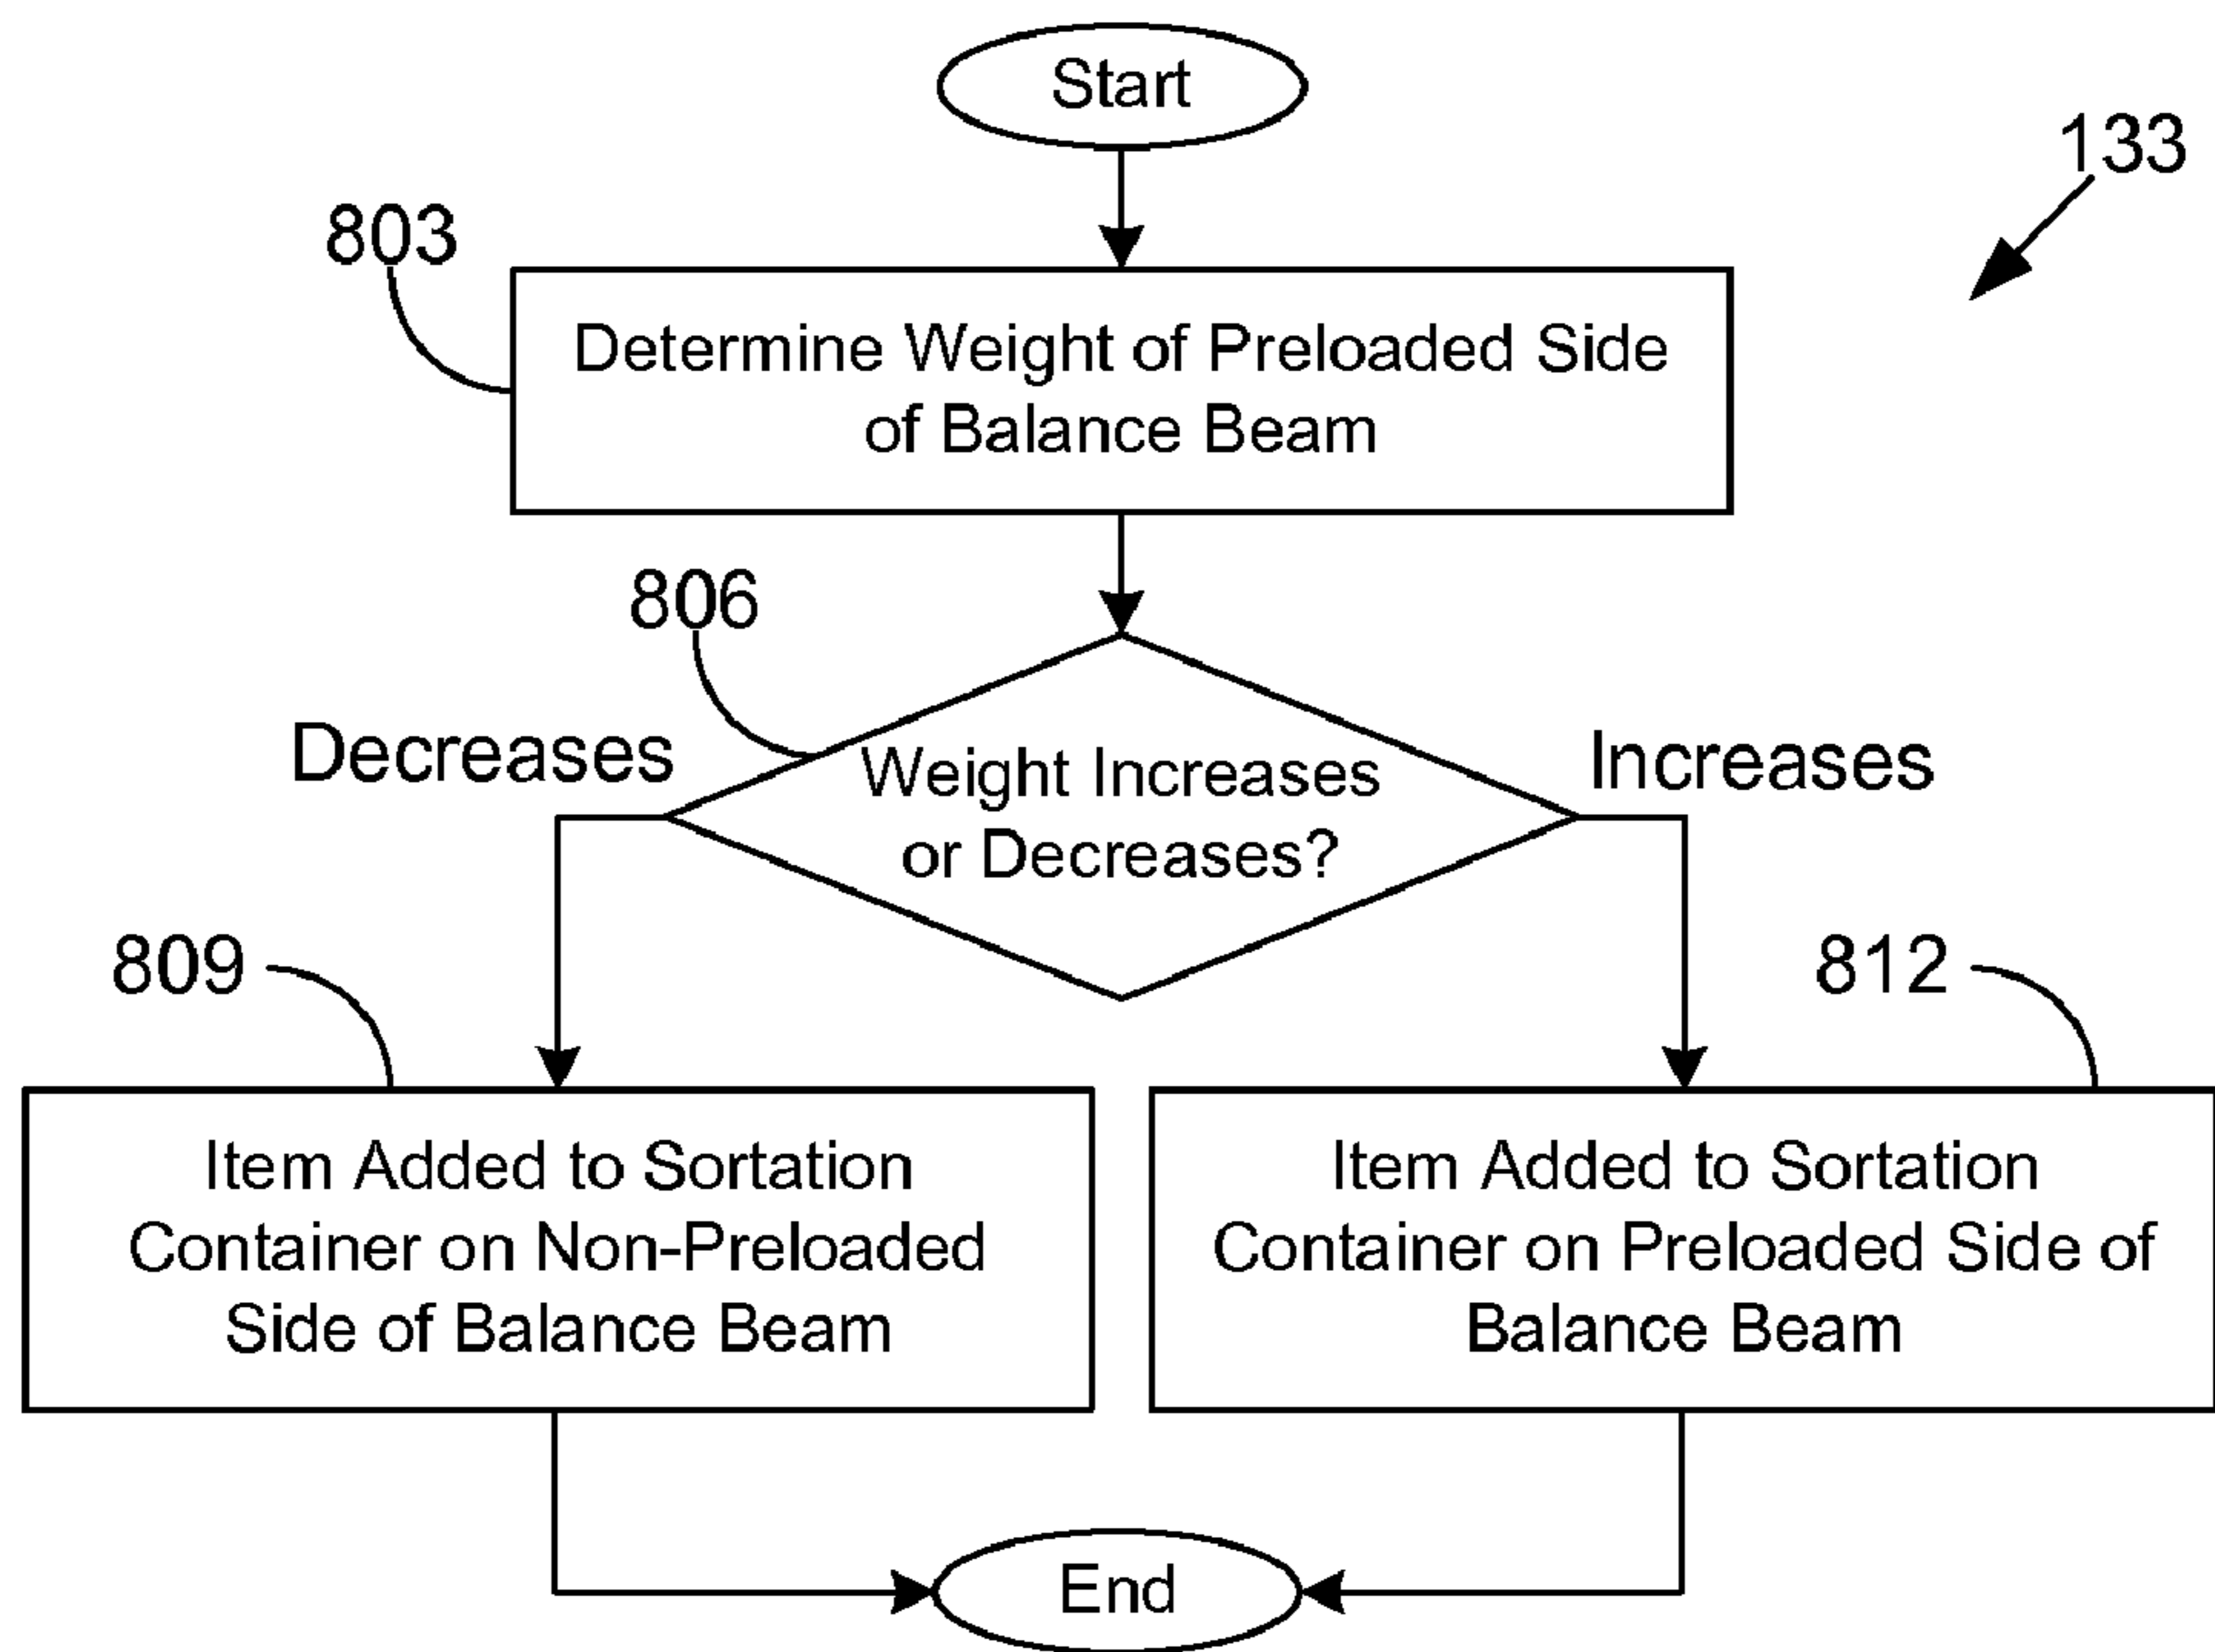 Start
133
803
Determine Weight of Preloaded Side
of Balance Beam
806
Decreases
Weight Increases
or Decreases?
Increases
809
812
Item Added to Sortation
Container on Non-Preloaded
Side of Balance Beam
Item Added to Sortation
Container on Preloaded Side of
Balance Beam
End